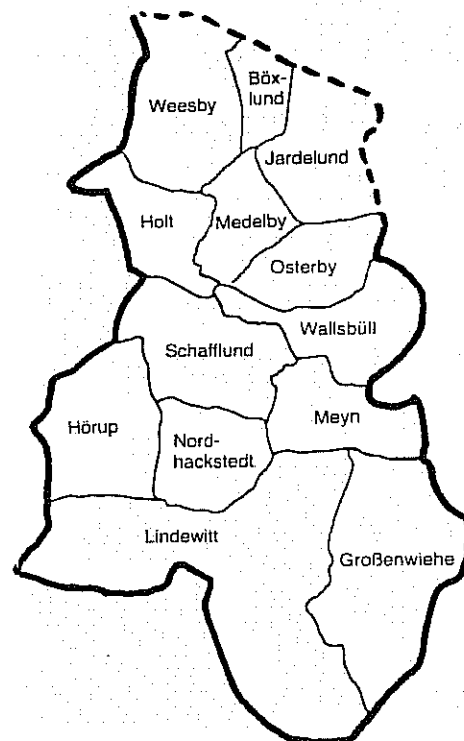 Weesby
Böx-
lund
Jardelund
Holt
Medelby
Osterby
Wallsbüll
Schafflund
Meyn
Hörup
Nord-
hackstedt
Lindewitt
Großenwiehe